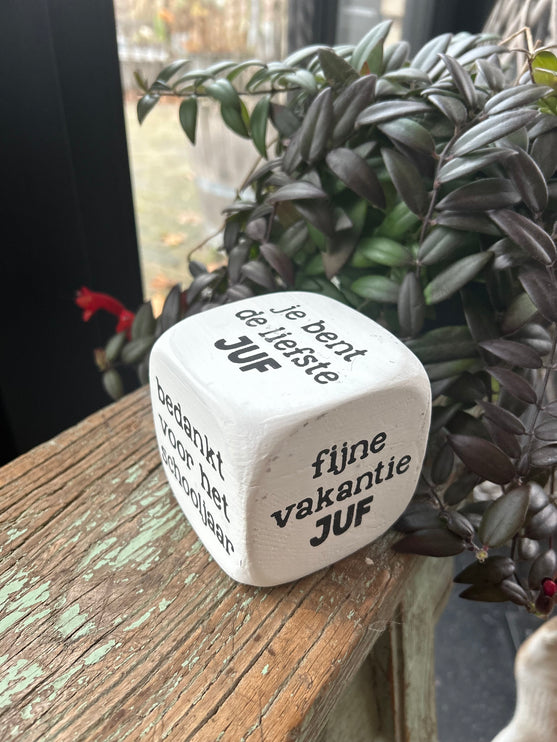 je bent
de liefste
JUF
bedankt
voor het
schooljaar
fijne
vakantie
JUF